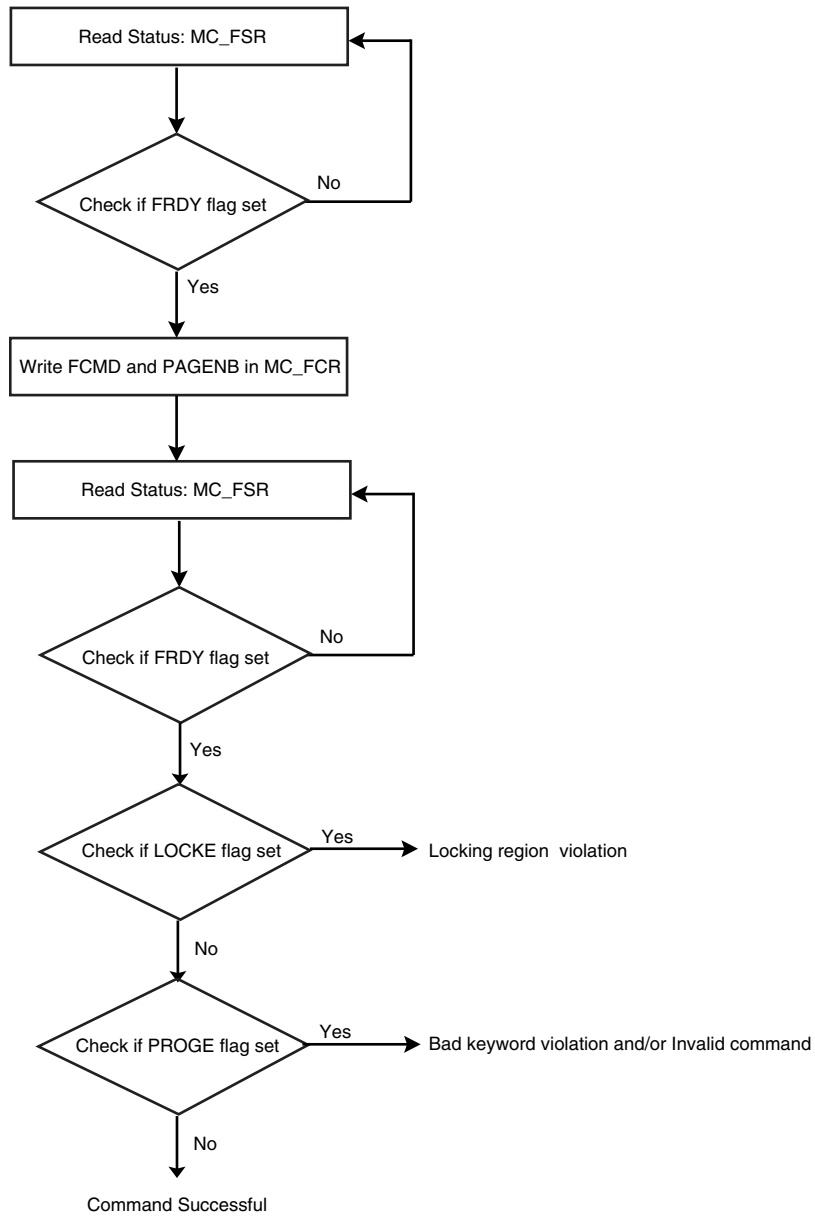 Read Status: MC_FSR
Check if FRDY flag set
No
Yes
Write FCMD and PAGENB in MC_FCR
Read Status: MC_FSR
Check if FRDY flag set
No
Yes
Check if LOCKE flag set
Yes
Locking region violation
No
Check if PROGE flag set
Yes
Bad keyword violation and/or Invalid command
No
Command Successful